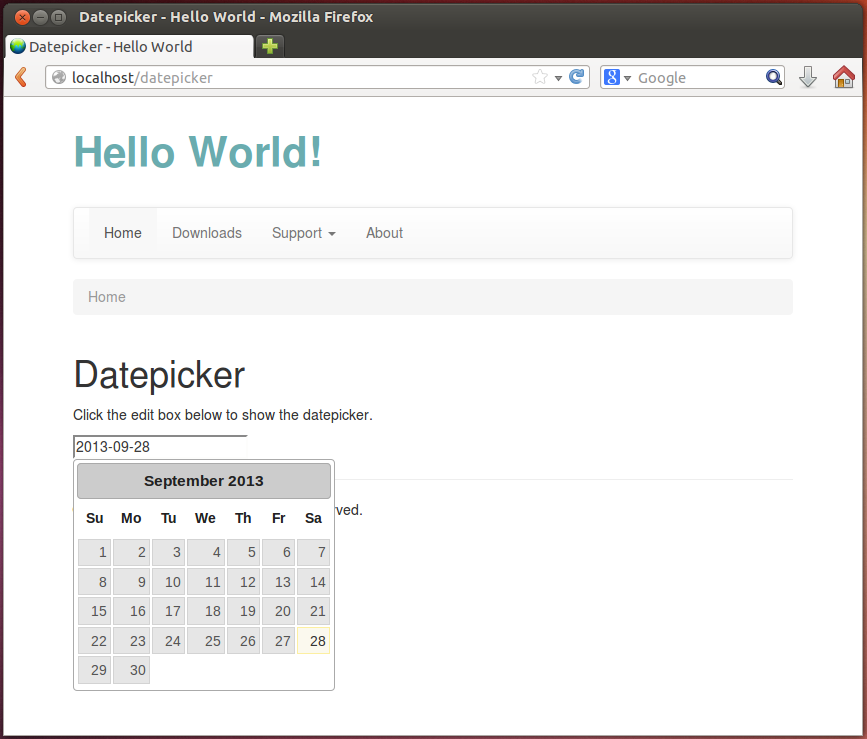 Datepicker - Hello World - Mozilla Firefox
Datepicker - Hello World
localhost/datepicker
8 Google
Hello World!
Home Downloads Support About
Home
Datepicker
Click the edit box below to show the datepicker.
2013-09-28
September 2013
ved.
Su Mo Tu We Th Fr Sa
1 2 3 4 5 6 7
8 9 10 11 12 13 14
15 16 17 18 19 20 21
22 23 24 25 26 27 28
29 30